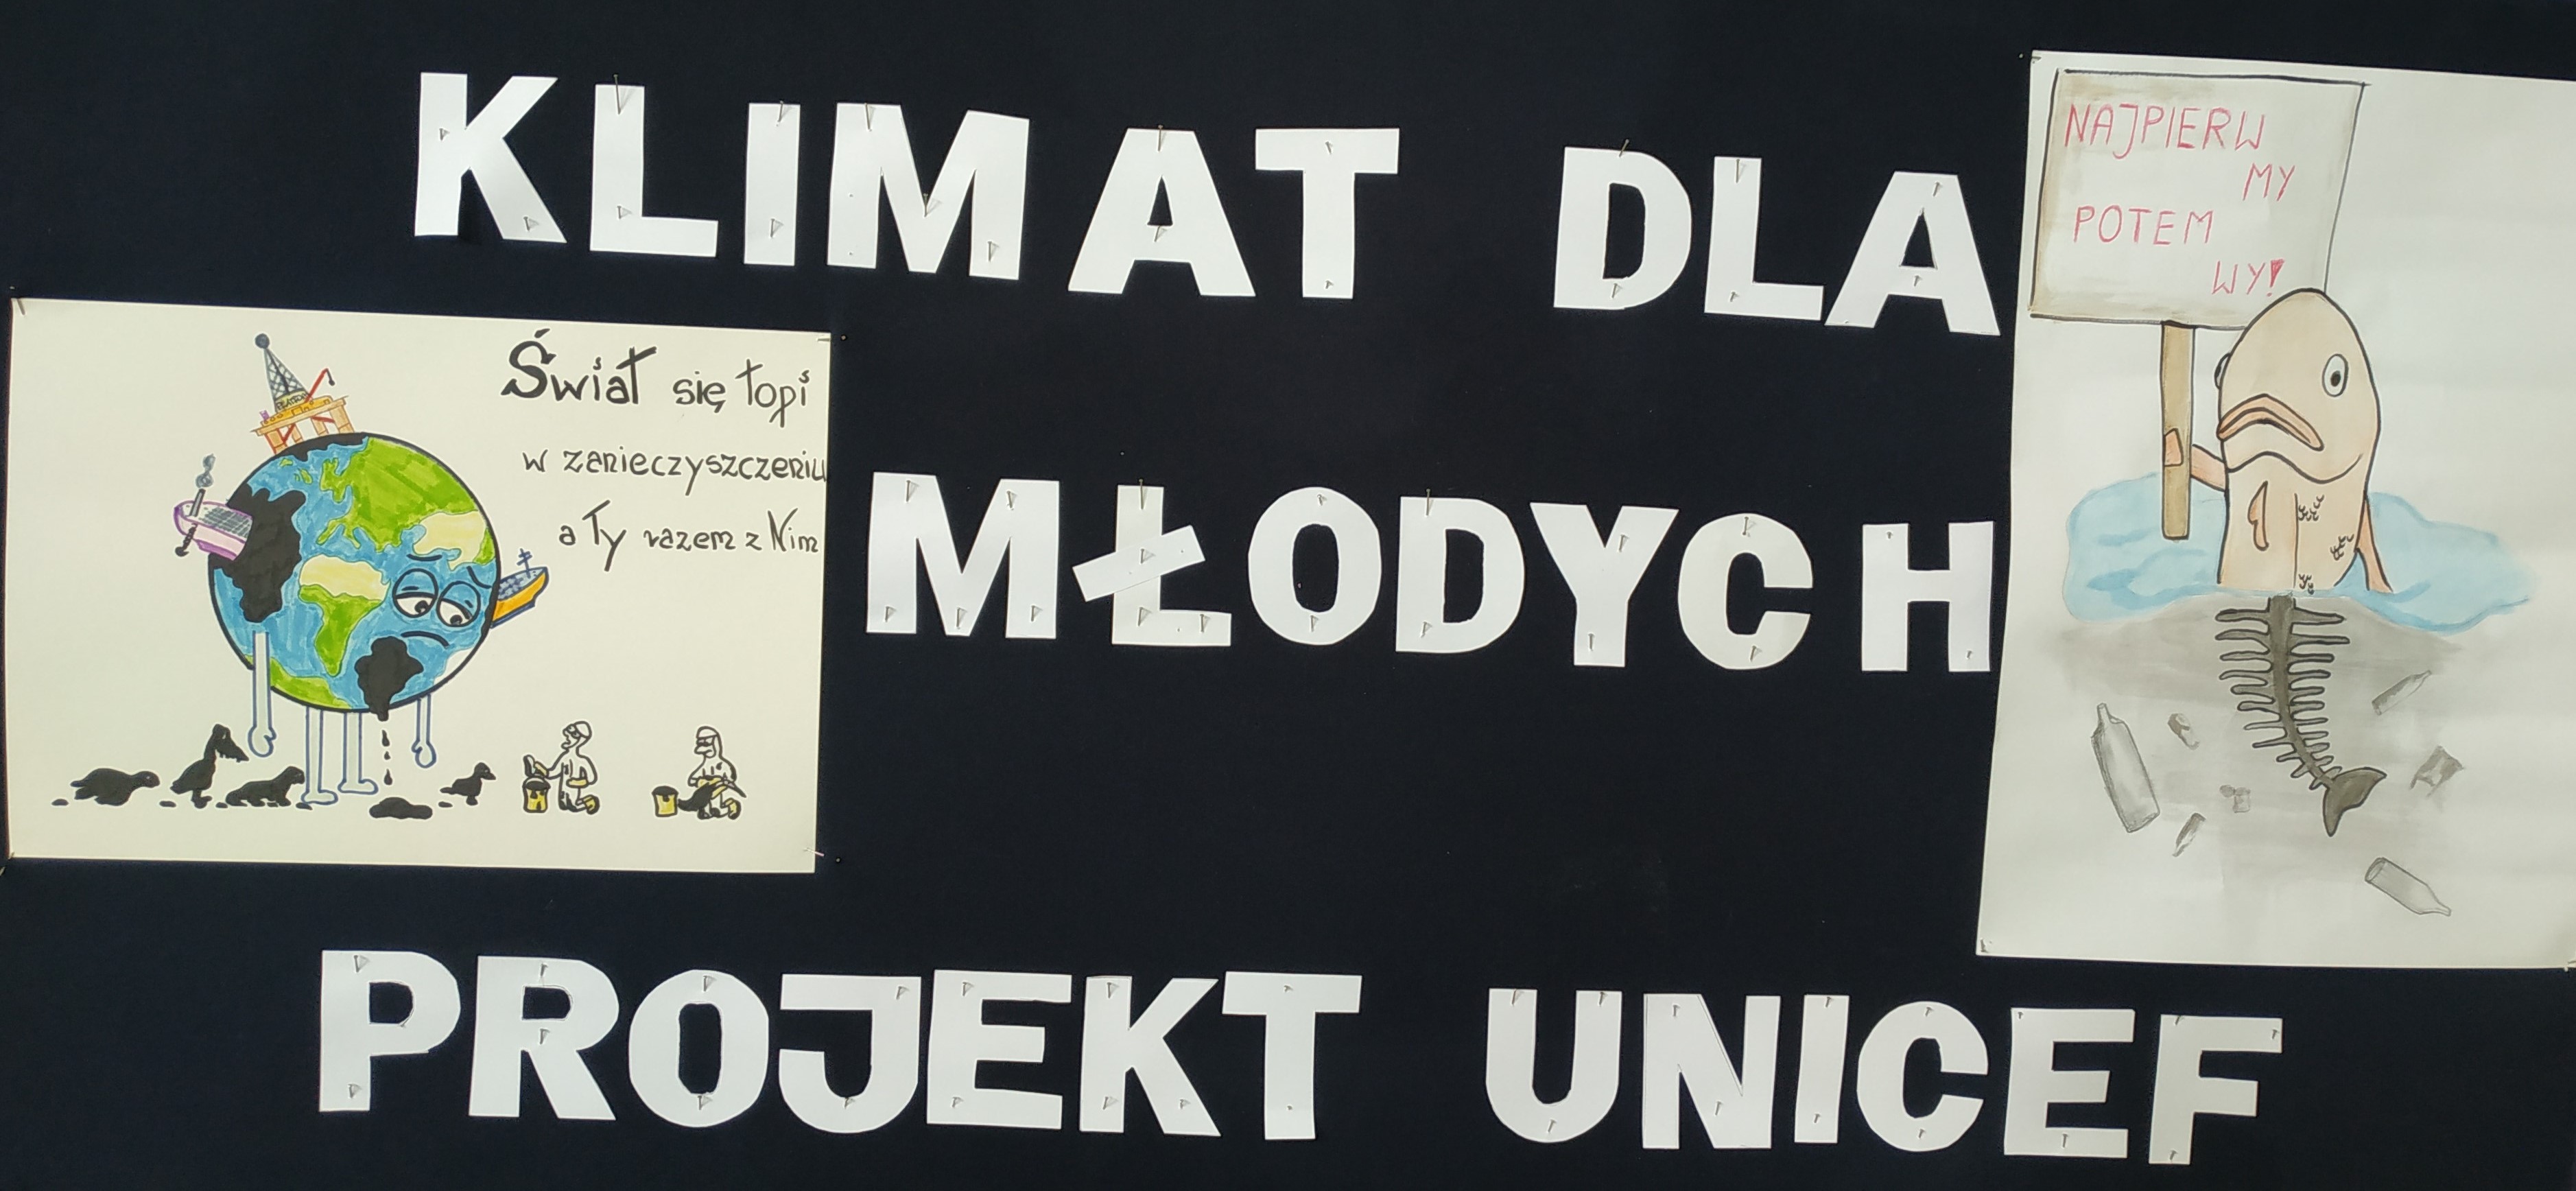 KLIMAT DLA
MŁODYCH
PROJEKT UNICEF
Świat się topi
w zanieczyszczeniu
a Ty razem z Nim
NAJPIERW
MY
POTEM
WY!